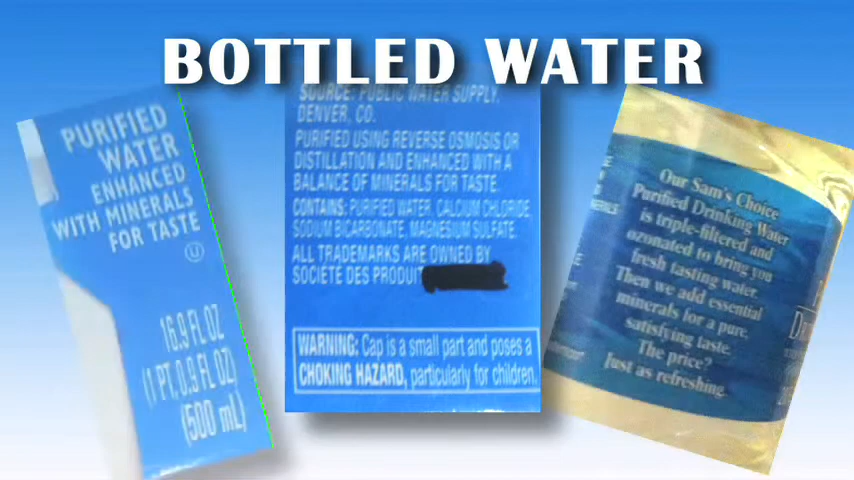 BOTTLED WATER
PURIFIED
WATER
ENHANCED
WITH MINERALS
FOR TASTE
U
16.9 FL OZ
(1 PT, 0.9 FL OZ)
(500 mL)
SOURCE: PUBLIC WATER SUPPLY,
DENVER, CO.
PURIFIED USING REVERSE OSMOSIS OR
DISTILLATION AND ENHANCED WITH A
BALANCE OF MINERALS FOR TASTE.
CONTAINS: PURIFIED WATER, CALCIUM CHLORIDE
SODIUM BICARBONATE, MAGNESIUM SULFATE.
ALL TRADEMARKS ARE OWNED BY
SOCIÉTÉ DES PRODUI
WARNING: Cap is a small part and poses a
CHOKING HAZARD, particularly for children.
Our Sam's Choice
Purified Drinking Water
is triple-filtered and
ozonated to bring you
fresh tasting water.
Then we add essential
minerals for a pure,
satisfying taste.
The price?
Just as refreshing.